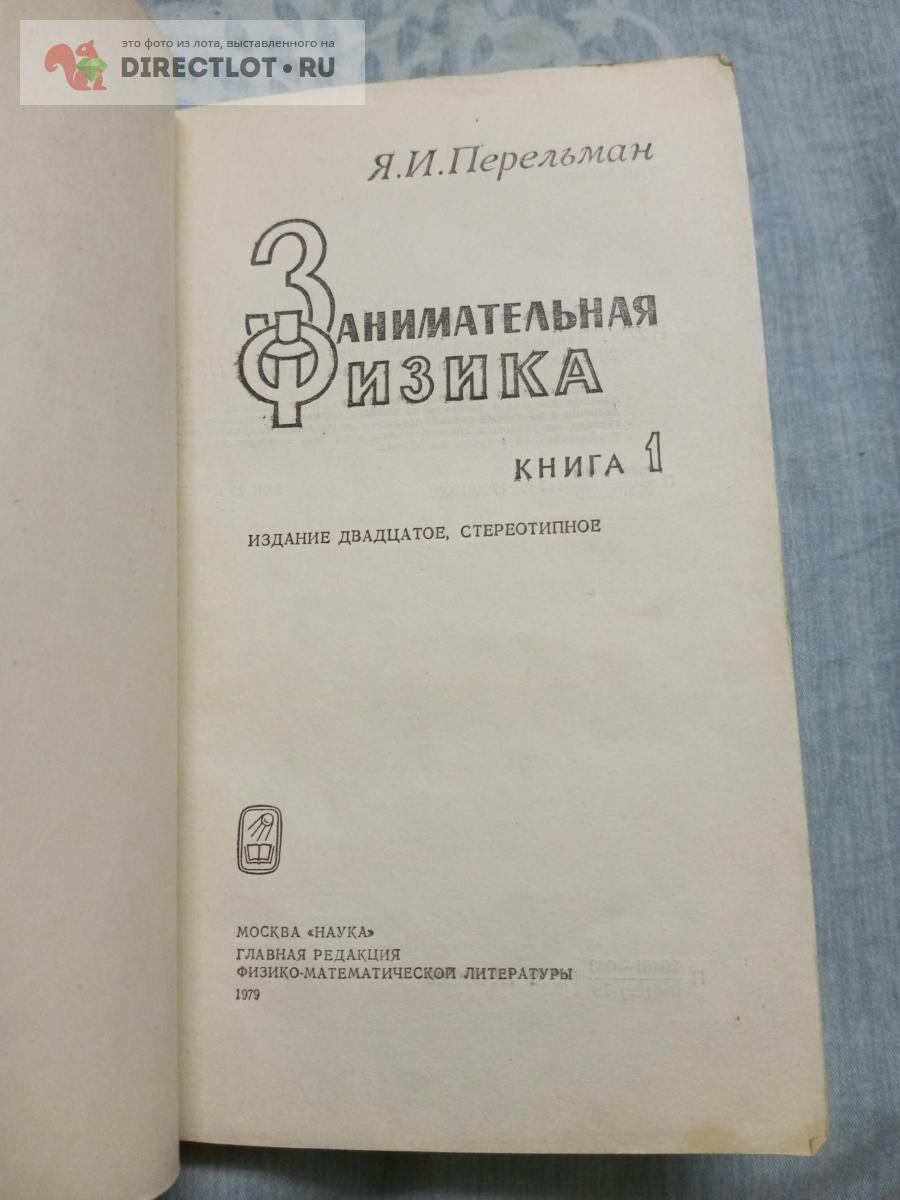 это фото из лота, выставленного на
DIRECTLOT.RU
Я.И.Перельман
ЗАНИМАТЕЛЬНАЯ
ФИЗИКА
КНИГА 1
ИЗДАНИЕ ДВАДЦАТОЕ, СТЕРЕОТИПНОЕ
МОСКВА «НАУКА»
ГЛАВНАЯ РЕДАКЦИЯ
ФИЗИКО-МАТЕМАТИЧЕСКОЙ ЛИТЕРАТУРЫ
1979